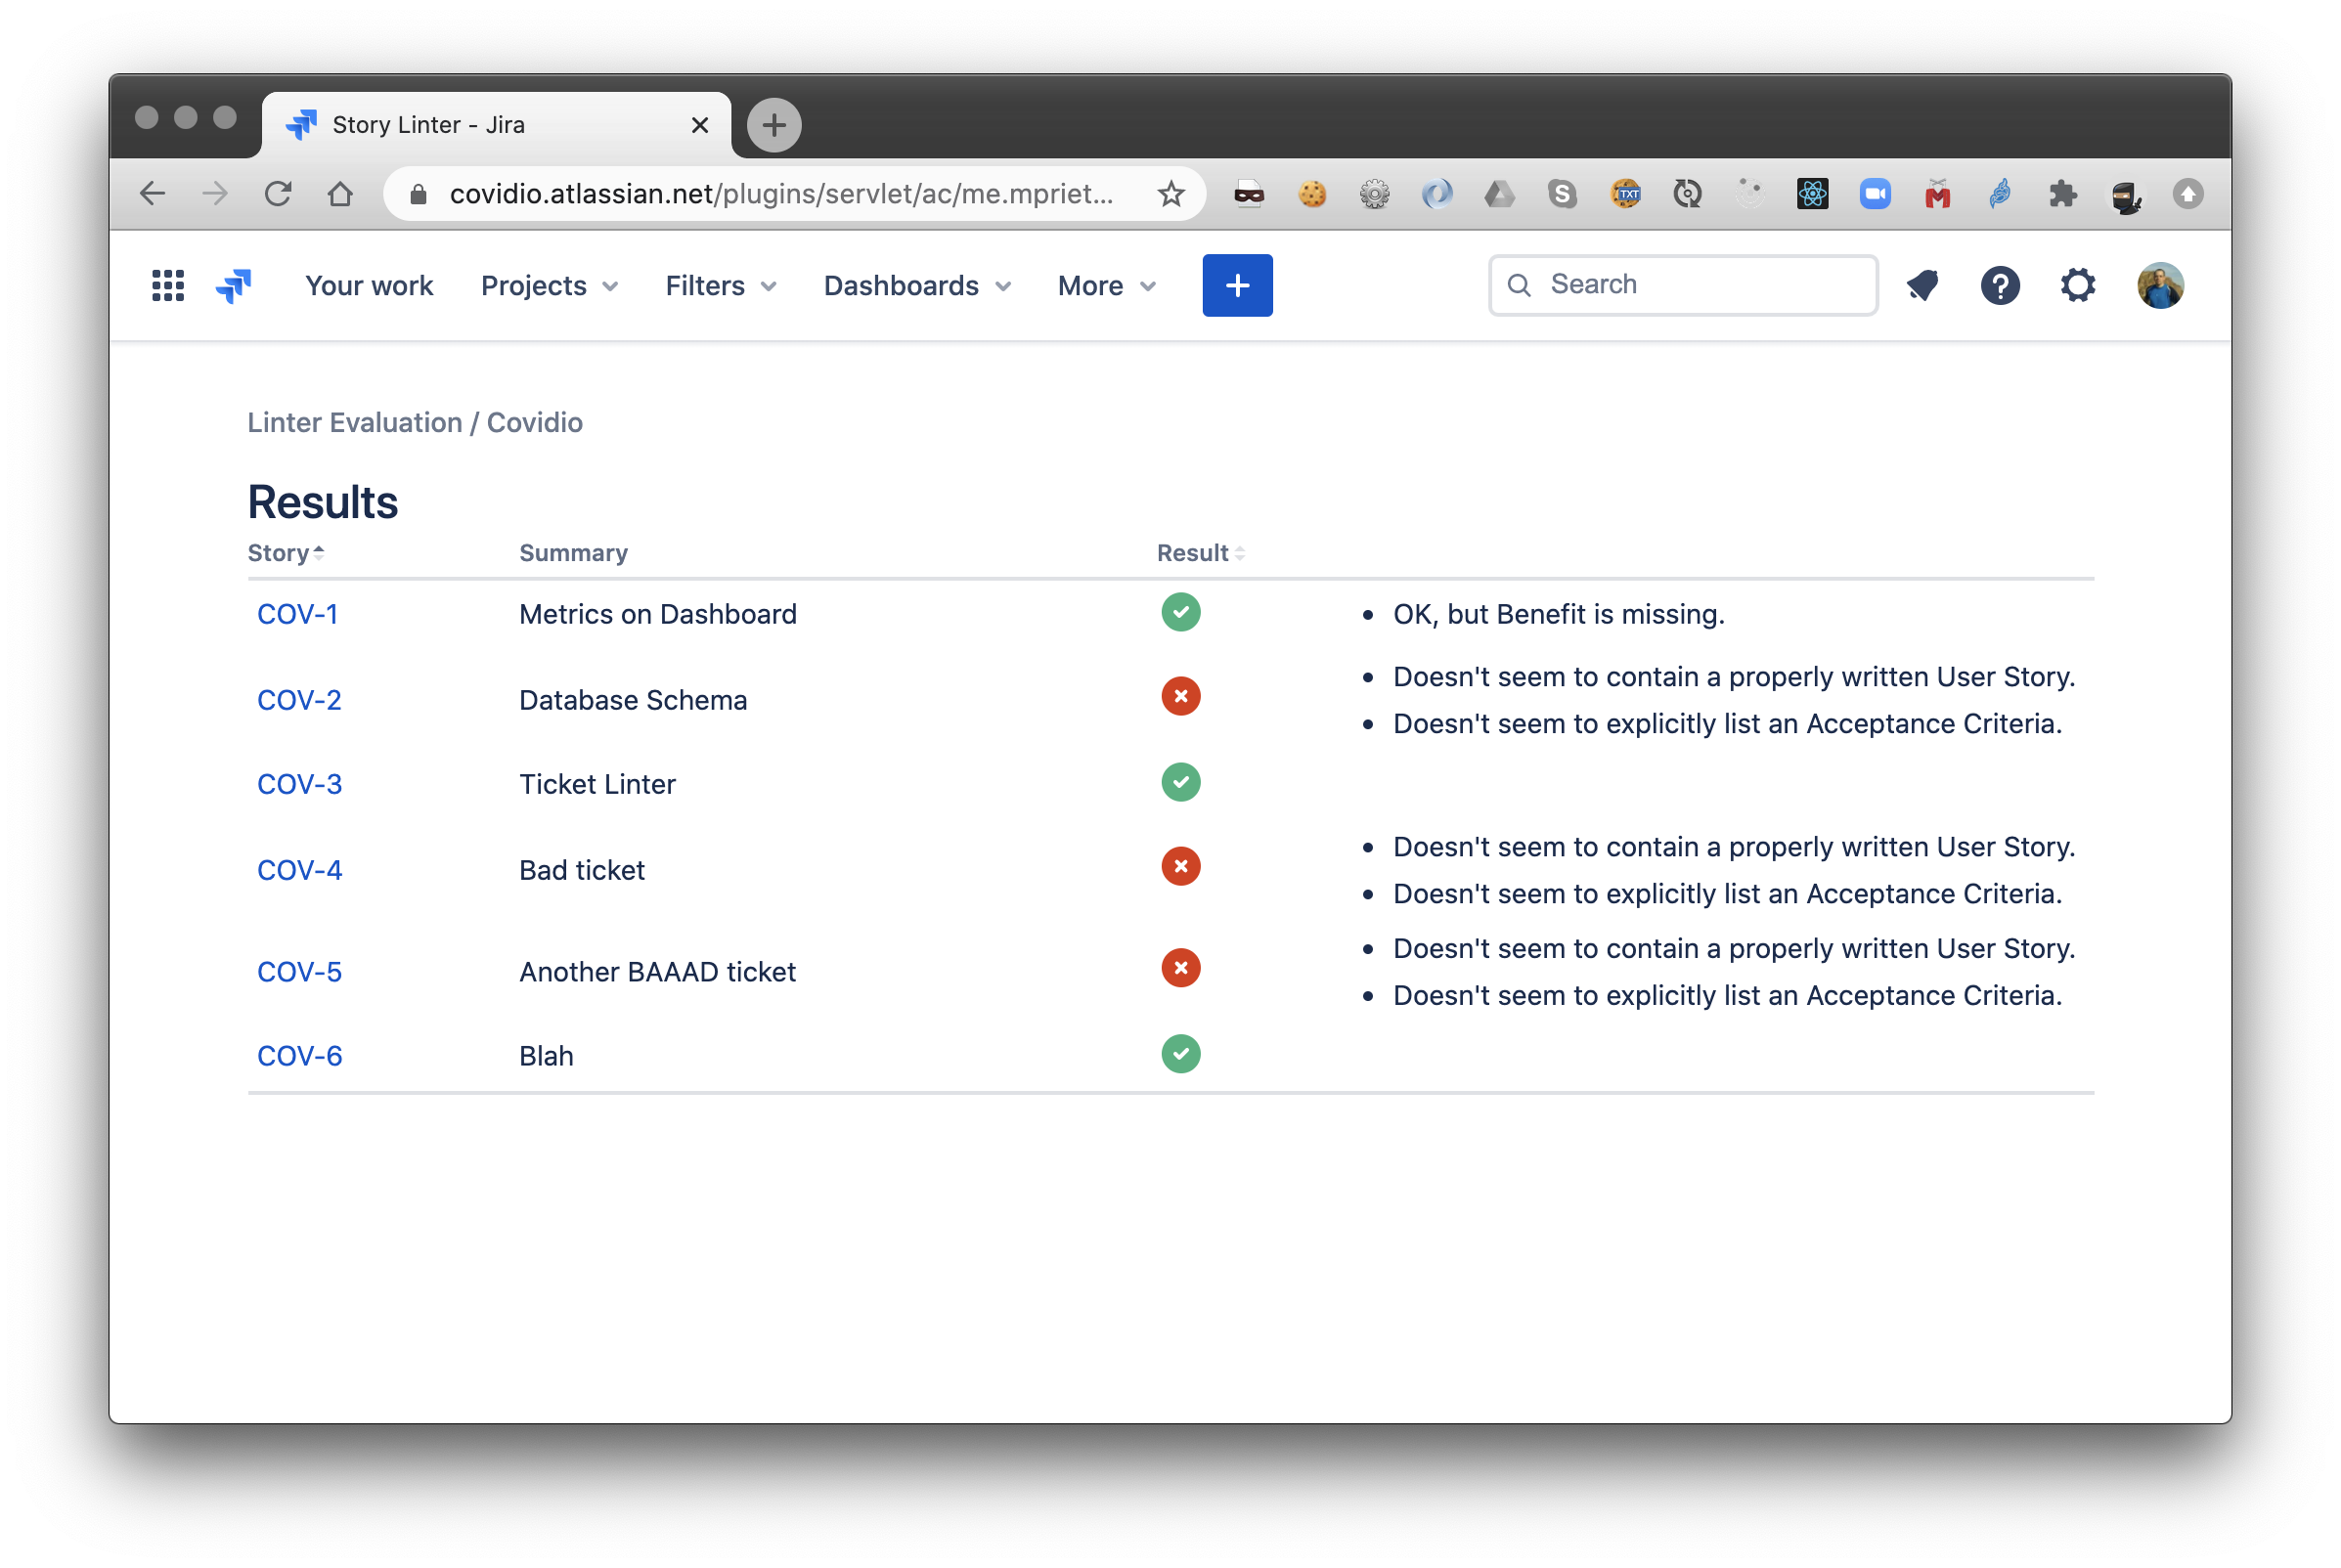 Story Linter - Jira
covidio.atlassian.net/plugins/servlet/ac/me.mpriet...
S
TXT
Your work Projects Filters Dashboards More + Search ?
Linter Evaluation / Covidio
Results
Story Summary Result
COV-1 Metrics on Dashboard • OK, but Benefit is missing.
COV-2 Database Schema • Doesn't seem to contain a properly written User Story.
• Doesn't seem to explicitly list an Acceptance Criteria.
COV-3 Ticket Linter
COV-4 Bad ticket • Doesn't seem to contain a properly written User Story.
• Doesn't seem to explicitly list an Acceptance Criteria.
COV-5 Another BAAAD ticket • Doesn't seem to contain a properly written User Story.
• Doesn't seem to explicitly list an Acceptance Criteria.
COV-6 Blah